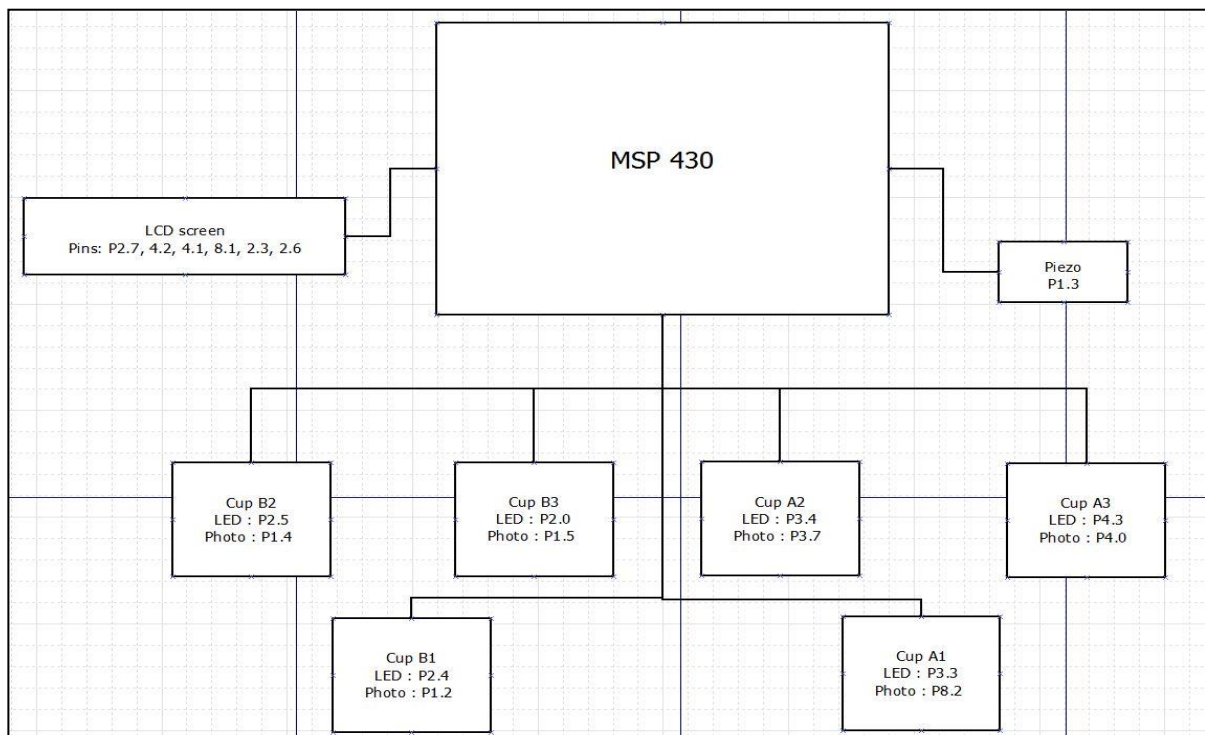 MSP 430
LCD screen
Pins: P2.7, 4.2, 4.1, 8.1, 2.3, 2.6
Piezo
P1.3
Cup B2
LED : P2.5
Photo : P1.4
Cup B3
LED : P2.0
Photo : P1.5
Cup A2
LED : P3.4
Photo : P3.7
Cup A3
LED : P4.3
Photo : P4.0
Cup B1
LED : P2.4
Photo : P1.2
Cup A1
LED : P3.3
Photo : P8.2